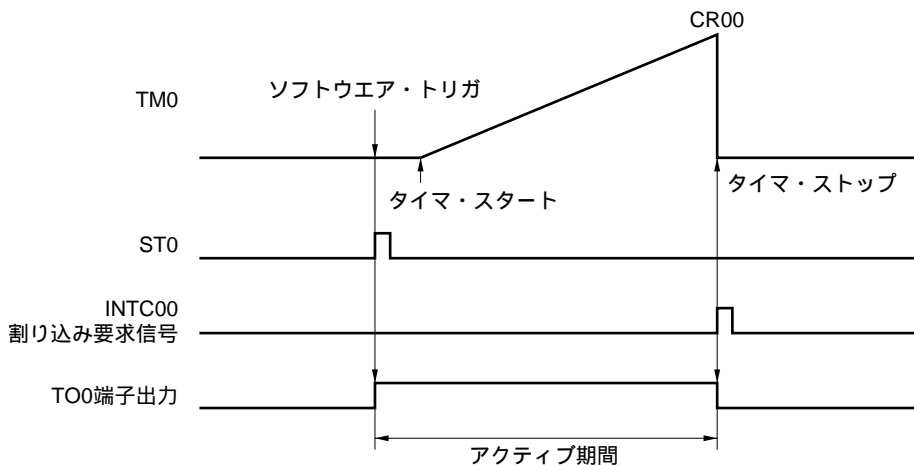 CR00
ソフトウエア・トリガ
TM0
タイマ・スタート
タイマ・ストップ
ST0
INTC00
割り込み要求信号
TO0端子出力
アクティブ期間